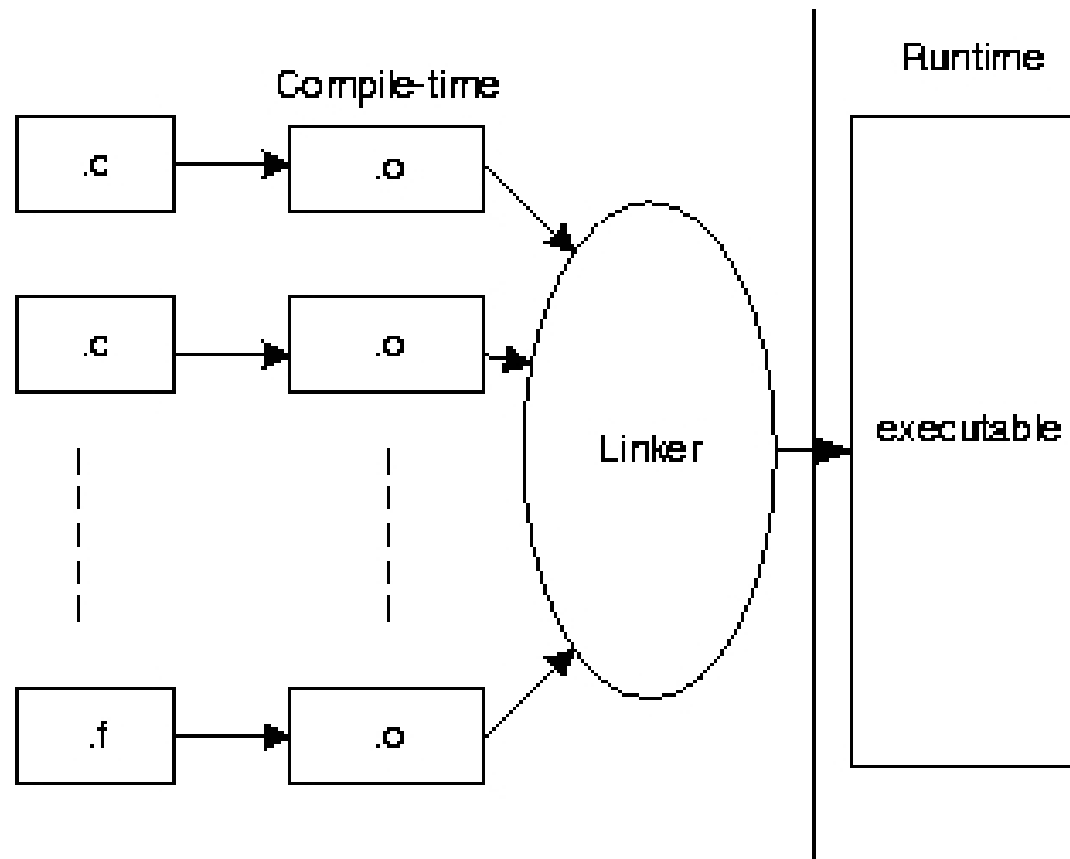 Compile-time
Runtime
.c
.o
.c
.o
Linker
executable
.f
.o